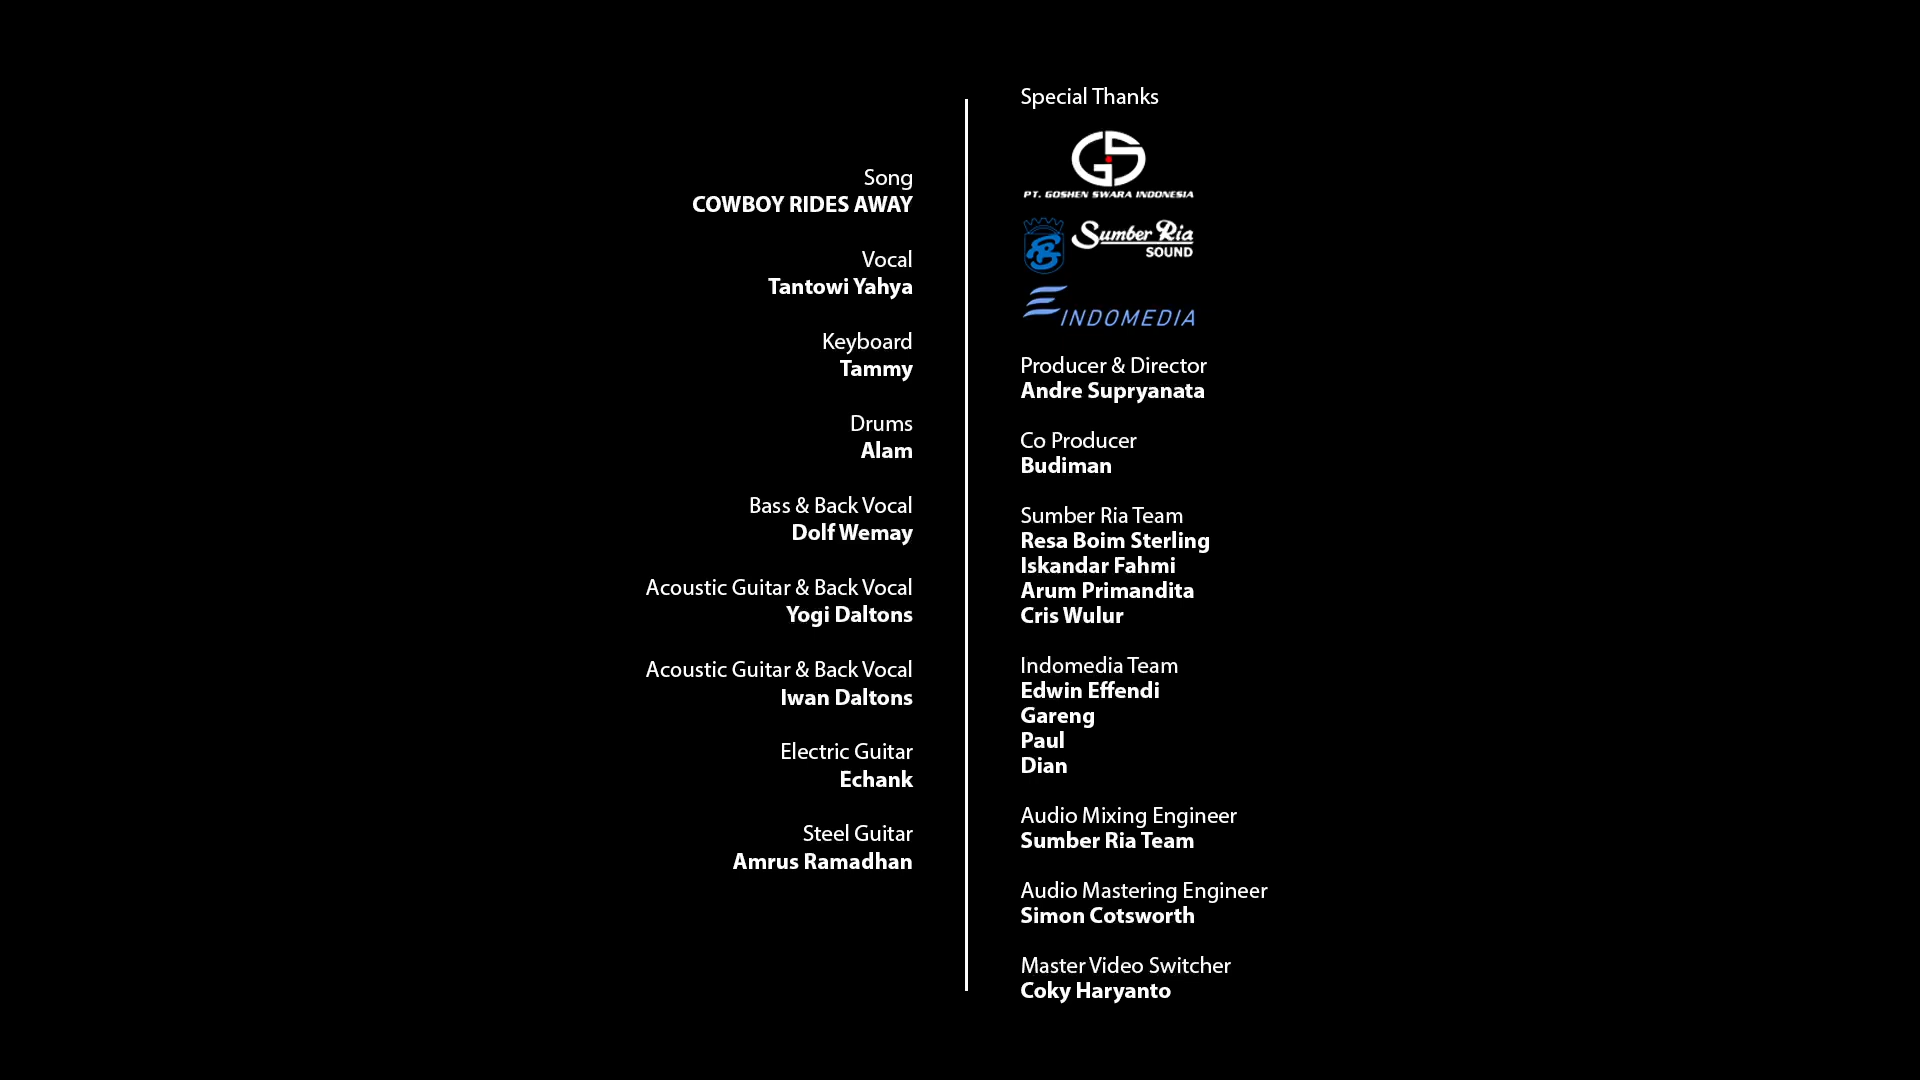 Song
COWBOY RIDES AWAY
Vocal
Tantowi Yahya
Keyboard
Tammy
Drums
Alam
Bass & Back Vocal
Dolf Wemay
Acoustic Guitar & Back Vocal
Yogi Daltons
Acoustic Guitar & Back Vocal
Iwan Daltons
Electric Guitar
Echank
Steel Guitar
Amrus Ramadhan
Special Thanks
GS
PT. GOSHEN SWARA INDONESIA
Sumber Ria
SOUND
INDOMEDIA
Producer & Director
Andre Supryanata
Co Producer
Budiman
Sumber Ria Team
Resa Boim Sterling
Iskandar Fahmi
Arum Primandita
Cris Wulur
Indomedia Team
Edwin Effendi
Gareng
Paul
Dian
Audio Mixing Engineer
Sumber Ria Team
Audio Mastering Engineer
Simon Cotsworth
Master Video Switcher
Coky Haryanto